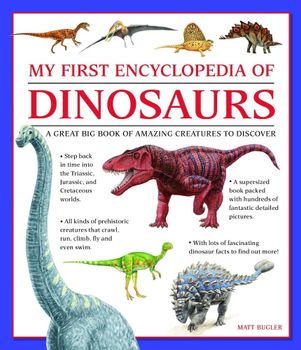 MY FIRST ENCYCLOPEDIA OF
DINOSAURS
A GREAT BIG BOOK OF AMAZING CREATURES TO DISCOVER
• Step back
in time into the
Triassic,
Jurassic, and
Cretaceous
worlds.
• A supersized
book packed
with hundreds of
fantastic detailed
pictures.
• All kinds of prehistoric
creatures that crawl,
run, climb, fly and
even swim.
• With lots of fascinating
dinosaur facts to find out more!
MATT BUGLER